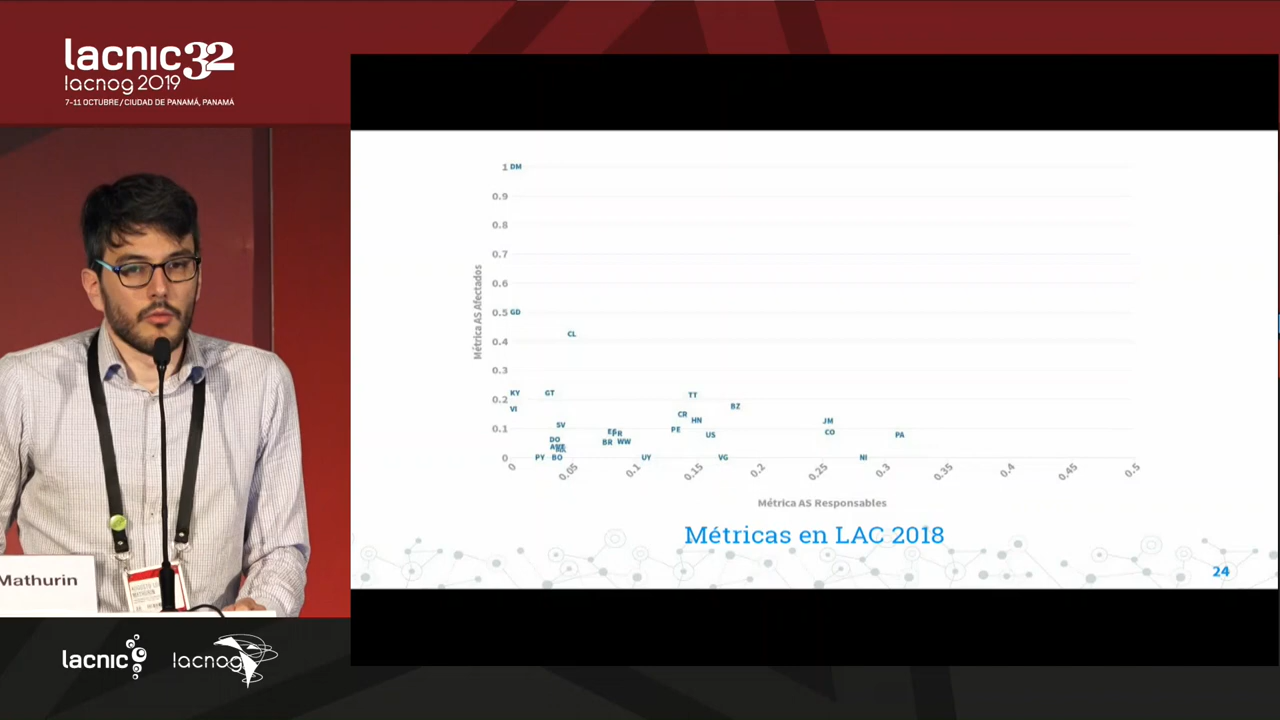 lacnic 32
lacnog 2019
7-11 OCTUBRE / CIUDAD DE PANAMÁ, PANAMÁ
1 DM
0.9
0.8
0.7
0.6
0.5 GD
CL
0.4
0.3
KY GT TT
0.2
VI BZ
CR
HN JM
SV
0.1 PE CO
US PA
DO BR WW
0 PY BO UY VG NI
0 0.05 0.1 0.15 0.2 0.25 0.3 0.35 0.4 0.45 0.5
Métrica AS Afectados
Métrica AS Responsables
Métricas en LAC 2018
24
Mathurin
lacnic
lacnog